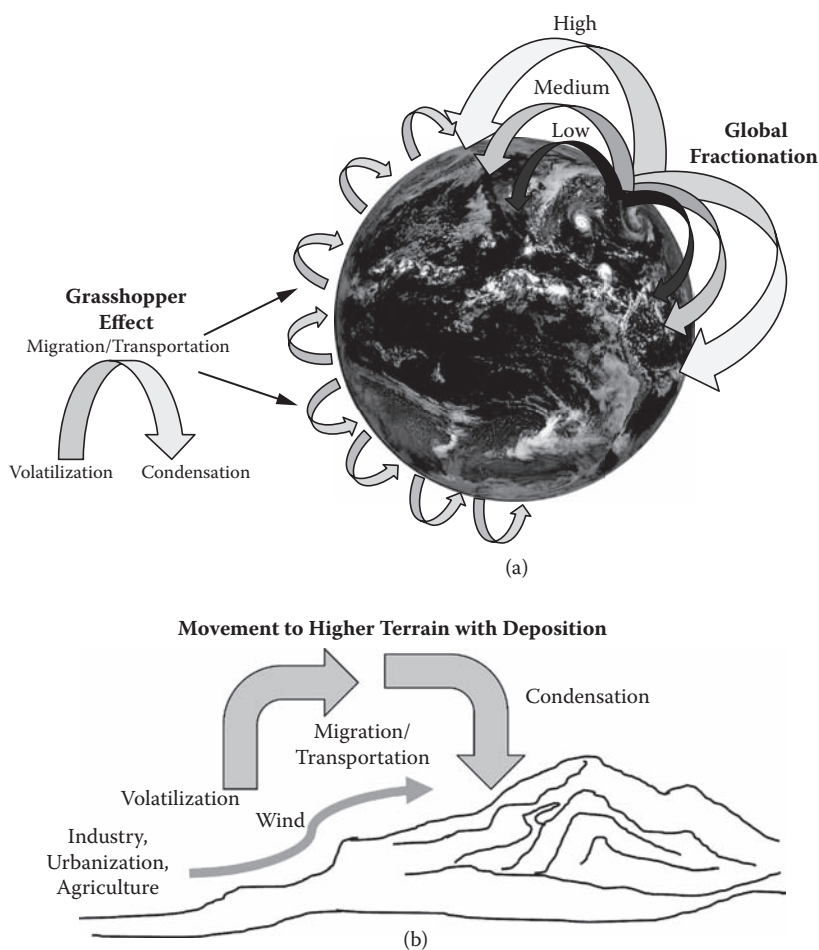 High
Medium
Low
Global
Fractionation
Grasshopper
Effect
Migration/Transportation
Volatilization
Condensation
(a)
Movement to Higher Terrain with Deposition
Condensation
Migration/
Transportation
Volatilization
Wind
Industry,
Urbanization,
Agriculture
(b)